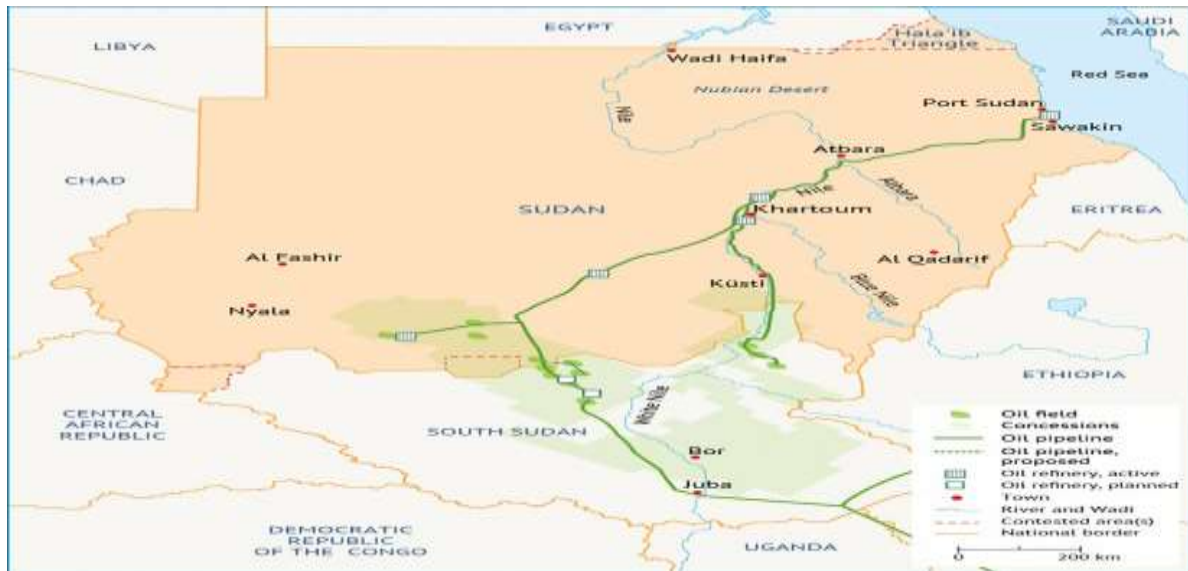 EGYPT
SAUDI
ARABIA
LIBYA
Hala'ib
Triangle
Wadi Haifa
Red Sea
Nubian Desert
Nile
Port Sudan
Sawakin
Atbara
CHAD
Nile
Atbara
SUDAN
Khartoum
ERITREA
Al Fashir
Al Qadarif
Küsti
Blue Nile
Nyala
ETHIOPIA
White Nile
CENTRAL
AFRICAN
REPUBLIC
SOUTH SUDAN
Bor
Juba
DEMOCRATIC
REPUBLIC
OF THE CONGO
UGANDA
Oil field
Concessions
Oil pipeline
Oil pipeline,
proposed
Oil refinery, active
Oil refinery, planned
Town
River and Wadi
Contested area(s)
National border
0 200 km